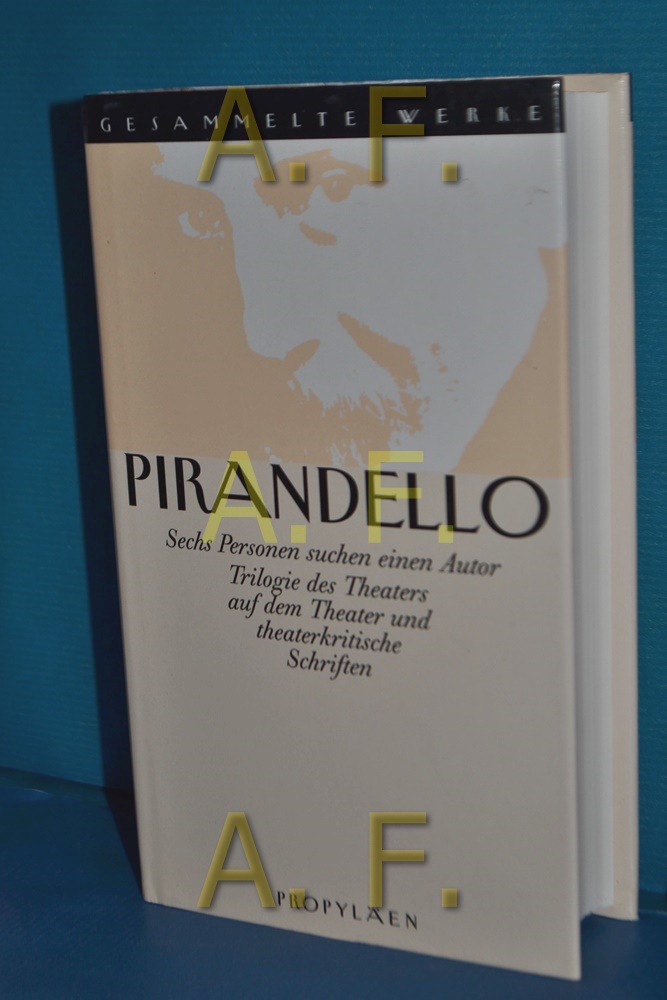 GESAMMELTE WERKE
A. F.
PIRANDELLO
A. F.
Sechs Personen suchen einen Autor
Trilogie des Theaters
auf dem Theater und
theaterkritische
Schriften
A. F.
PROPYLÄEN